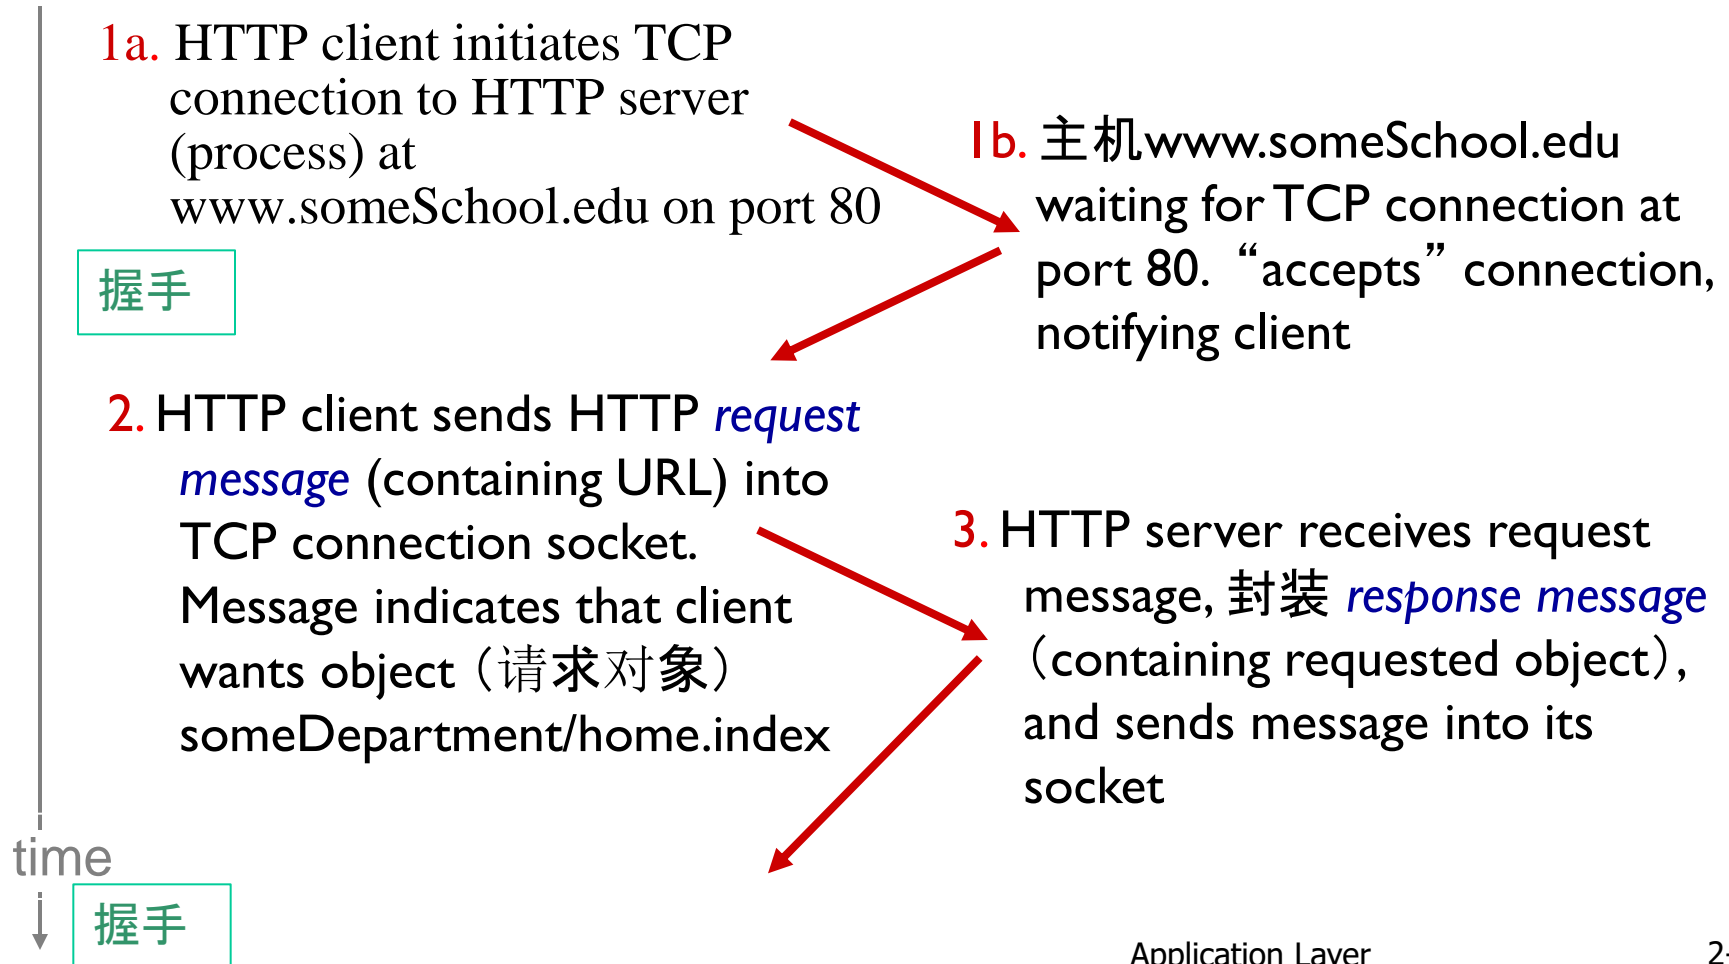 1a. HTTP client initiates TCP
connection to HTTP server
(process) at
www.someSchool.edu on port 80
1b. 主机www.someSchool.edu
waiting for TCP connection at
port 80. “accepts” connection,
notifying client
握手
2. HTTP client sends HTTP request
message (containing URL) into
TCP connection socket.
Message indicates that client
wants object（请求对象）
someDepartment/home.index
3. HTTP server receives request
message, 封装 response message
（containing requested object），
and sends message into its
socket
time
握手
Application Layer
2-